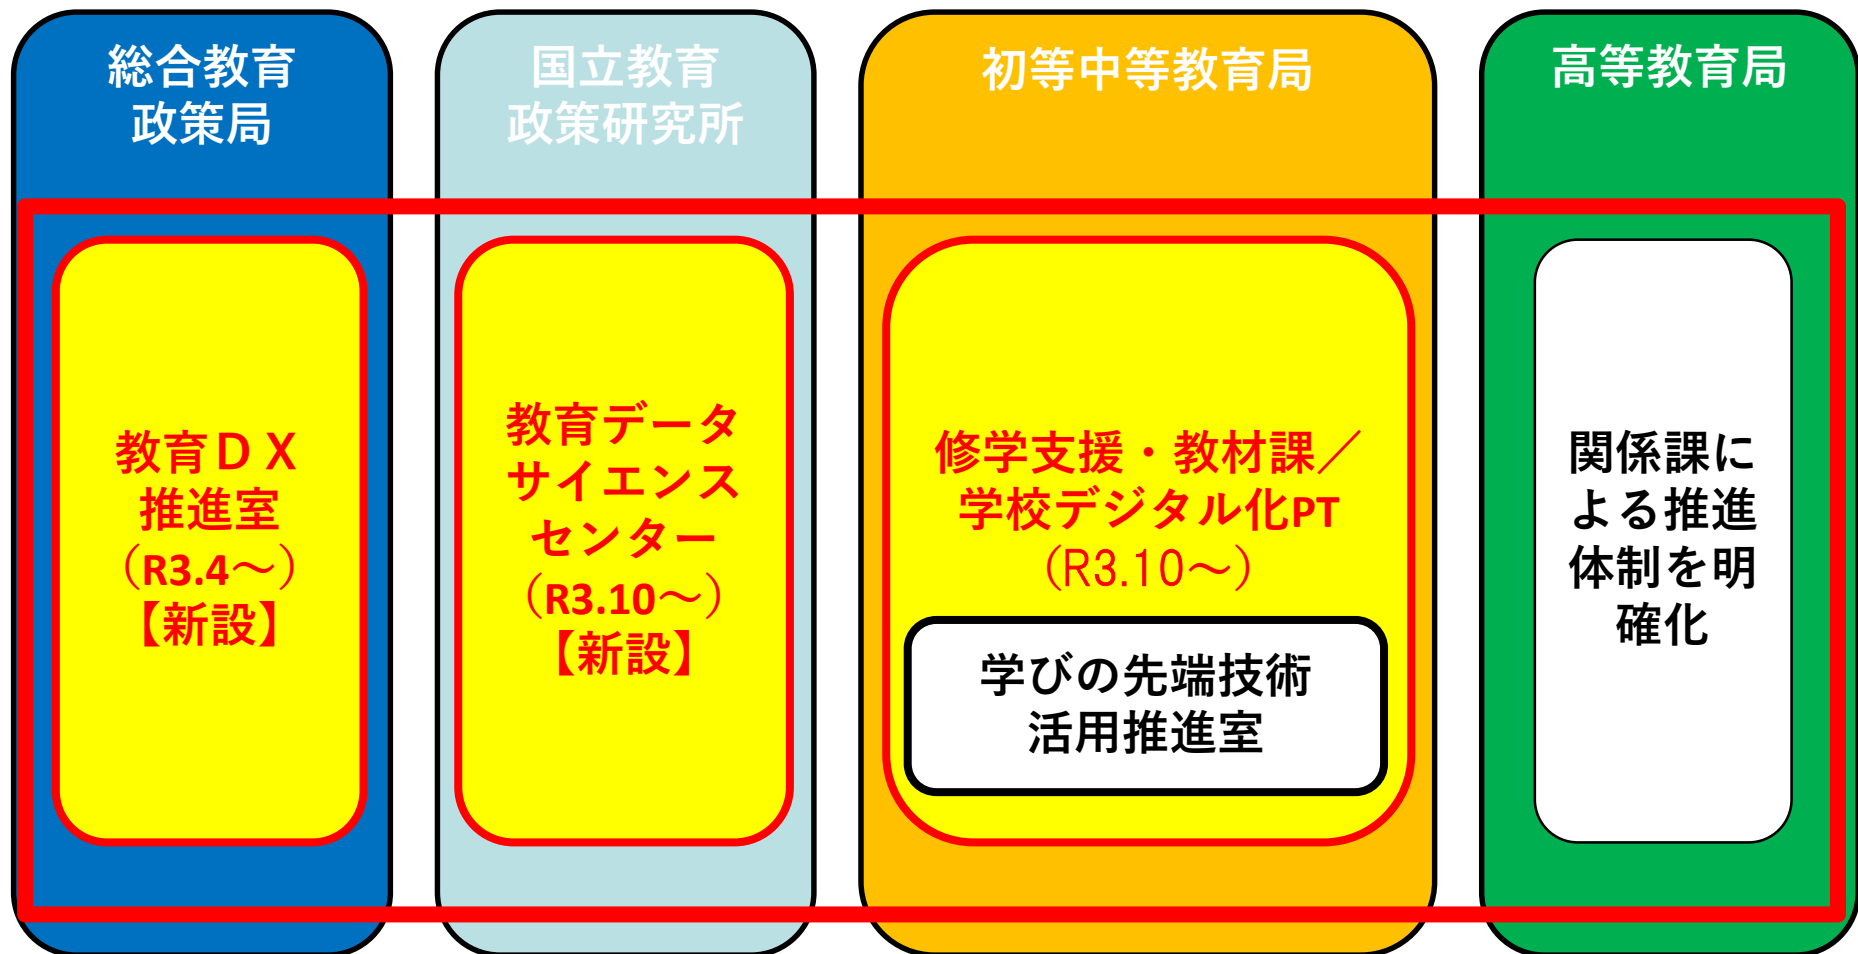 総合教育
政策局
教育ＤＸ
推進室
（R3.4～）
【新設】
国立教育
政策研究所
教育データ
サイエンス
センター
（R3.10～）
【新設】
初等中等教育局
修学支援・教材課／
学校デジタル化PT
（R3.10～）
学びの先端技術
活用推進室
高等教育局
関係課に
よる推進
体制を明
確化